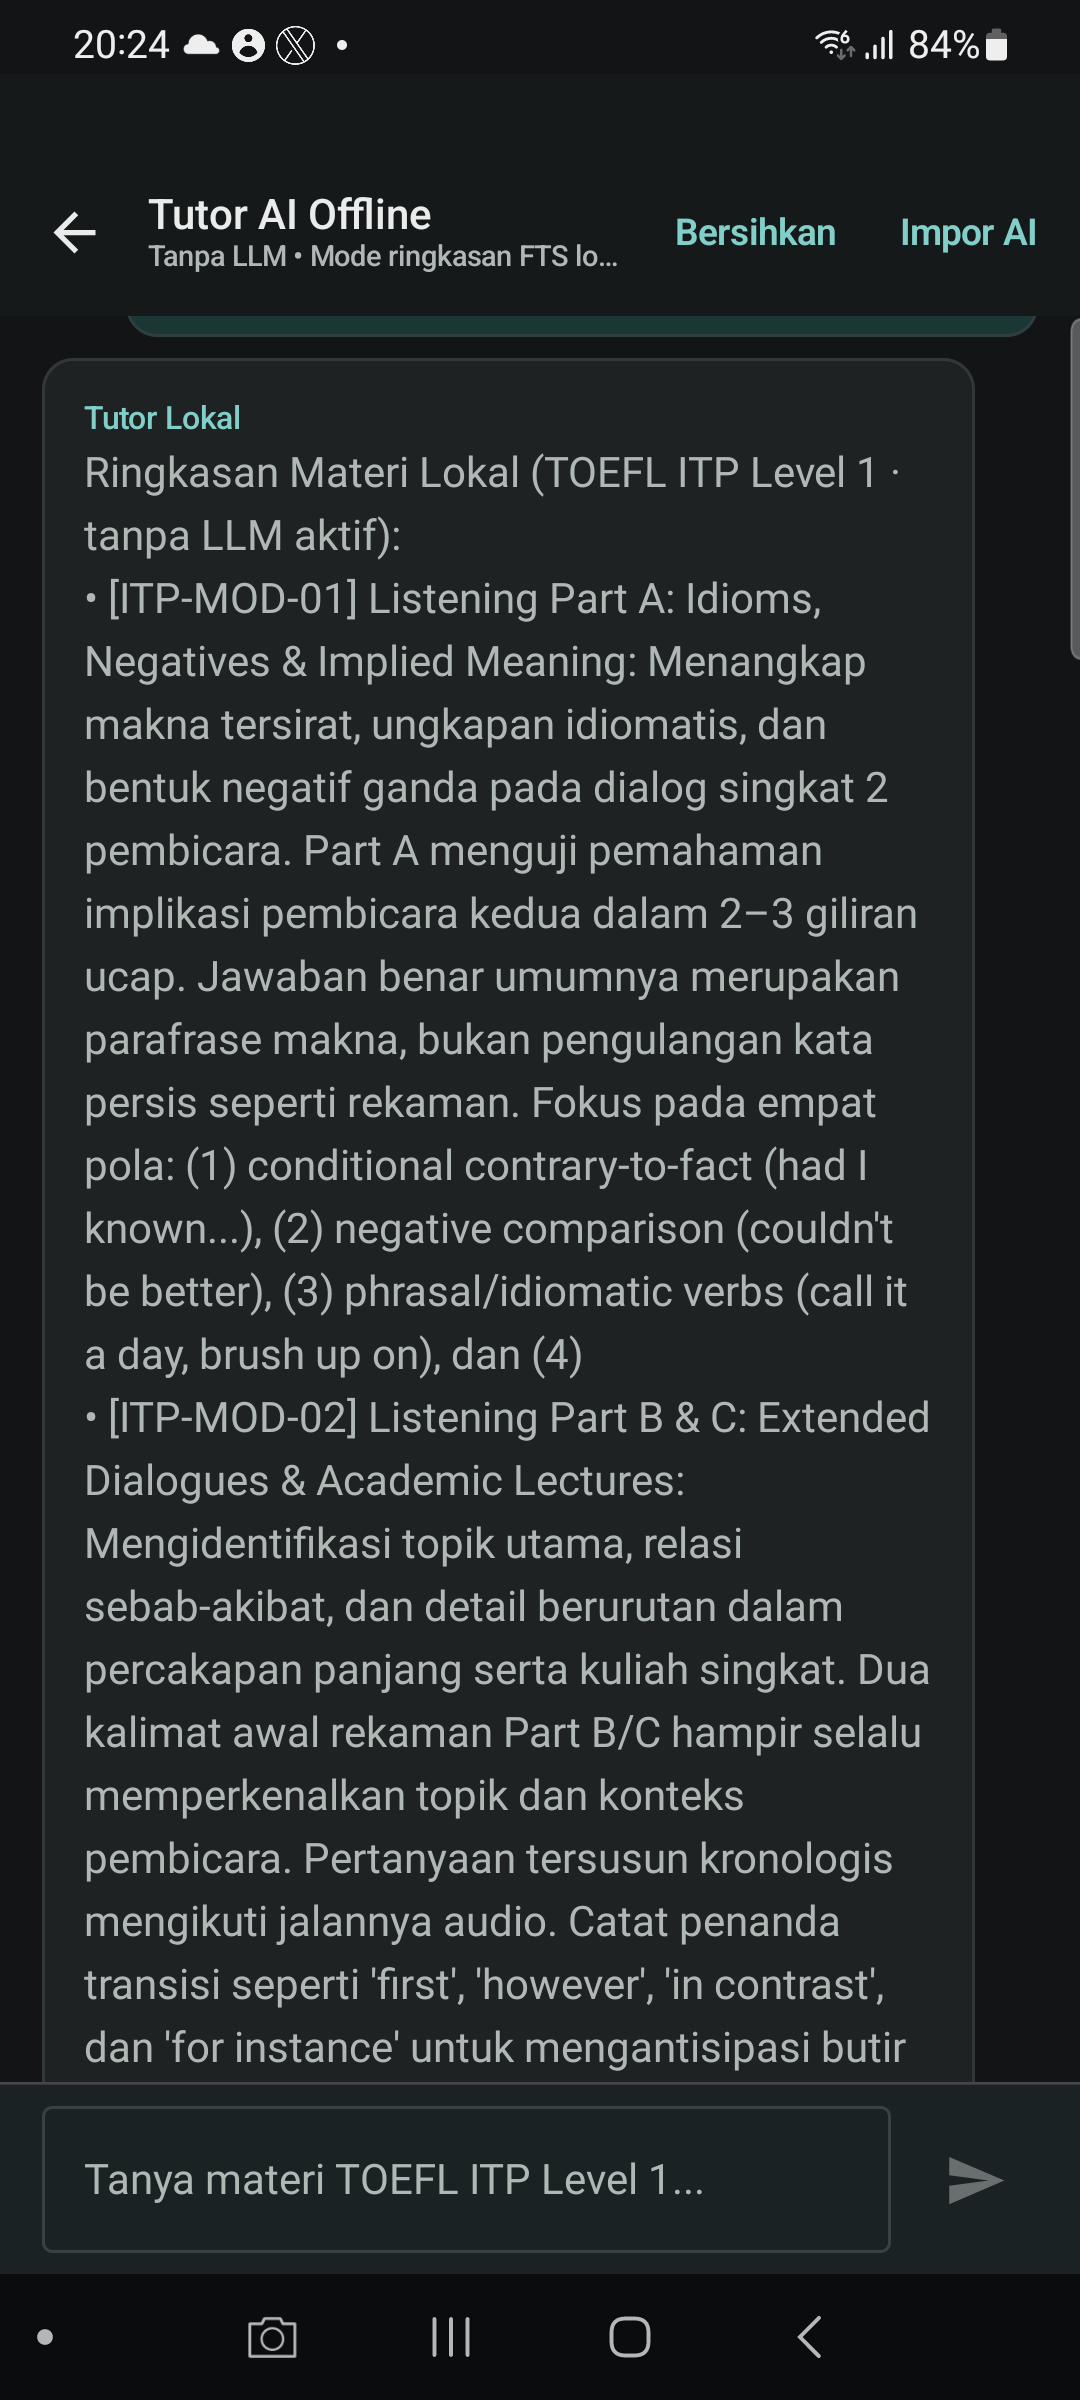 20:24
84%
Tutor AI Offline
Tanpa LLM • Mode ringkasan FTS lo...
Bersihkan
Impor AI
Tutor Lokal
Ringkasan Materi Lokal (TOEFL ITP Level 1 ·
tanpa LLM aktif):
• [ITP-MOD-01] Listening Part A: Idioms,
Negatives & Implied Meaning: Menangkap
makna tersirat, ungkapan idiomatis, dan
bentuk negatif ganda pada dialog singkat 2
pembicara. Part A menguji pemahaman
implikasi pembicara kedua dalam 2–3 giliran
ucap. Jawaban benar umumnya merupakan
parafrase makna, bukan pengulangan kata
persis seperti rekaman. Fokus pada empat
pola: (1) conditional contrary-to-fact (had I
known...), (2) negative comparison (couldn't
be better), (3) phrasal/idiomatic verbs (call it
a day, brush up on), dan (4)
• [ITP-MOD-02] Listening Part B & C: Extended
Dialogues & Academic Lectures:
Mengidentifikasi topik utama, relasi
sebab-akibat, dan detail berurutan dalam
percakapan panjang serta kuliah singkat. Dua
kalimat awal rekaman Part B/C hampir selalu
memperkenalkan topik dan konteks
pembicara. Pertanyaan tersusun kronologis
mengikuti jalannya audio. Catat penanda
transisi seperti 'first', 'however', 'in contrast',
dan 'for instance' untuk mengantisipasi butir
Tanya materi TOEFL ITP Level 1...